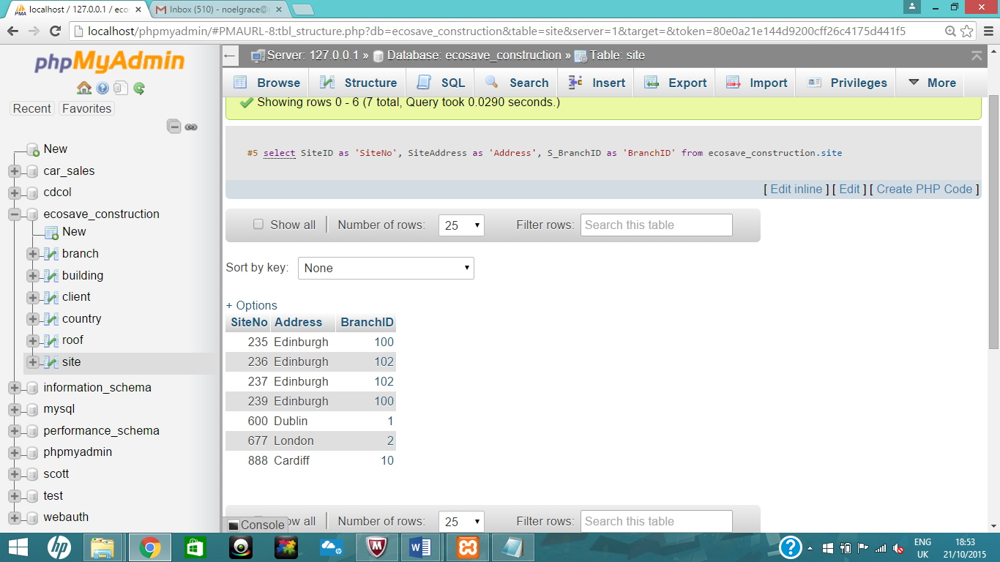 localhost / 127.0.0.1 / eco
Inbox (510) - noelgrace@
localhost/phpmyadmin/#PMAURL-8:tbl_structure.php?db=ecosave_construction&table=site&server=1&target=&token=80e0a21e144d9200cff26c4175d441f5
phpMyAdmin
Recent Favorites
New
car_sales
cdcol
ecosave_construction
New
branch
building
client
country
roof
site
information_schema
mysql
performance_schema
phpmyadmin
scott
test
webauth
Server: 127.0.0.1 » Database: ecosave_construction » Table: site
Browse Structure SQL Search Insert Export Import Privileges More
Showing rows 0 - 6 (7 total, Query took 0.0290 seconds.)
#5 select SiteID as 'SiteNo', SiteAddress as 'Address', S_BranchID as 'BranchID' from ecosave_construction.site
[ Edit inline ] [ Edit ] [ Create PHP Code ]
Show all Number of rows: 25 Filter rows: Search this table
Sort by key: None
+ Options
SiteNo Address BranchID
235 Edinburgh 100
236 Edinburgh 102
237 Edinburgh 102
239 Edinburgh 100
600 Dublin 1
677 London 2
888 Cardiff 10
Console ow all Number of rows: 25 Filter rows: Search this table
ENG 18:53
UK 21/10/2015